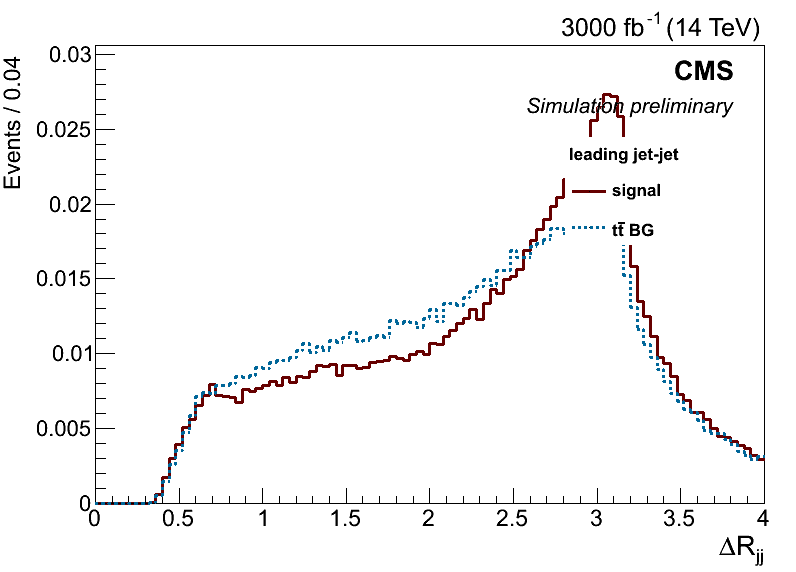 3000 fb-1 (14 TeV)
CMS
Simulation preliminary
leading jet-jet
signal
tt̄ BG
Events / 0.04
0.03
0.025
0.02
0.015
0.01
0.005
0
0 0.5 1 1.5 2 2.5 3 3.5 4
ΔRjj